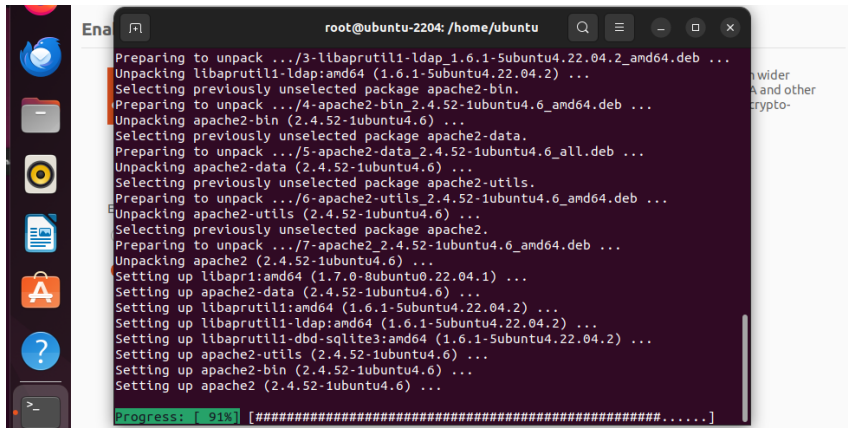 Ena
root@ubuntu-2204: /home/ubuntu
Preparing to unpack .../3-libaprutil1-ldap_1.6.1-5ubuntu4.22.04.2_amd64.deb ...
Unpacking libaprutil1-ldap:amd64 (1.6.1-5ubuntu4.22.04.2) ...
Selecting previously unselected package apache2-bin.
Preparing to unpack .../4-apache2-bin_2.4.52-1ubuntu4.6_amd64.deb ...
Unpacking apache2-bin (2.4.52-1ubuntu4.6) ...
Selecting previously unselected package apache2-data.
Preparing to unpack .../5-apache2-data_2.4.52-1ubuntu4.6_all.deb ...
Unpacking apache2-data (2.4.52-1ubuntu4.6) ...
Selecting previously unselected package apache2-utils.
Preparing to unpack .../6-apache2-utils_2.4.52-1ubuntu4.6_amd64.deb ...
Unpacking apache2-utils (2.4.52-1ubuntu4.6) ...
Selecting previously unselected package apache2.
Preparing to unpack .../7-apache2_2.4.52-1ubuntu4.6_amd64.deb ...
Unpacking apache2 (2.4.52-1ubuntu4.6) ...
Setting up libapr1:amd64 (1.7.0-8ubuntu0.22.04.1) ...
Setting up apache2-data (2.4.52-1ubuntu4.6) ...
Setting up libaprutil1:amd64 (1.6.1-5ubuntu4.22.04.2) ...
Setting up libaprutil1-ldap:amd64 (1.6.1-5ubuntu4.22.04.2) ...
Setting up libaprutil1-dbd-sqlite3:amd64 (1.6.1-5ubuntu4.22.04.2) ...
Setting up apache2-utils (2.4.52-1ubuntu4.6) ...
Setting up apache2-bin (2.4.52-1ubuntu4.6) ...
Setting up apache2 (2.4.52-1ubuntu4.6) ...
Progress: [ 91%] [####################################################......]
wider
A and other
crypto-